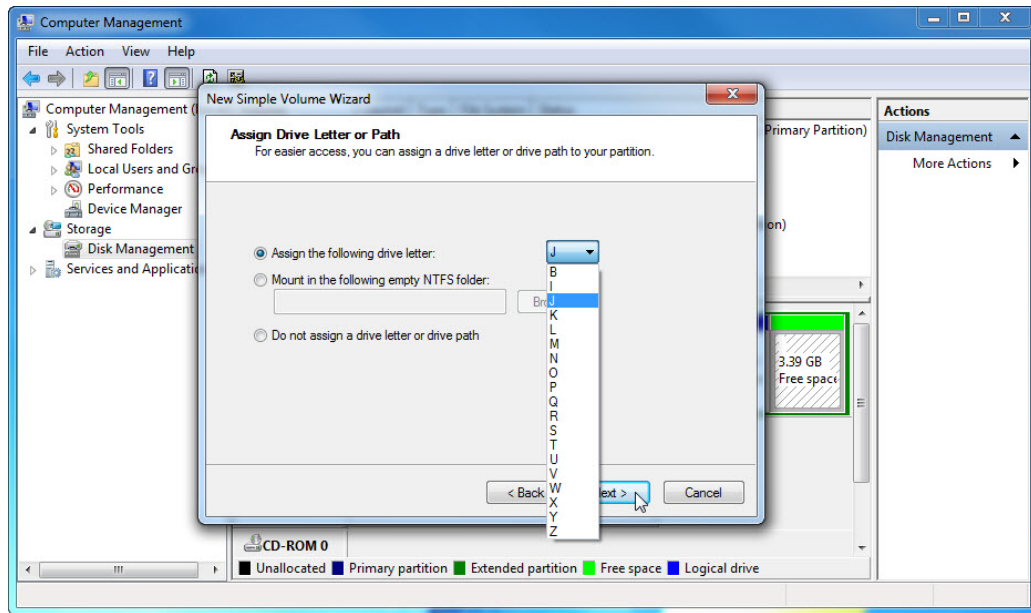 Computer Management
File Action View Help
Computer Management (
System Tools
Shared Folders
Local Users and Gr
Performance
Device Manager
Storage
Disk Management
Services and Applicatio
New Simple Volume Wizard
Assign Drive Letter or Path
For easier access, you can assign a drive letter or drive path to your partition.
Assign the following drive letter:
J
Mount in the following empty NTFS folder:
Bro
Do not assign a drive letter or drive path
B
I
J
K
L
M
N
O
P
Q
R
S
T
U
V
W
X
Y
Z
< Back
ext >
Cancel
Primary Partition)
on)
3.39 GB
Free space
CD-ROM 0
Unallocated Primary partition Extended partition Free space Logical drive
Actions
Disk Management
More Actions